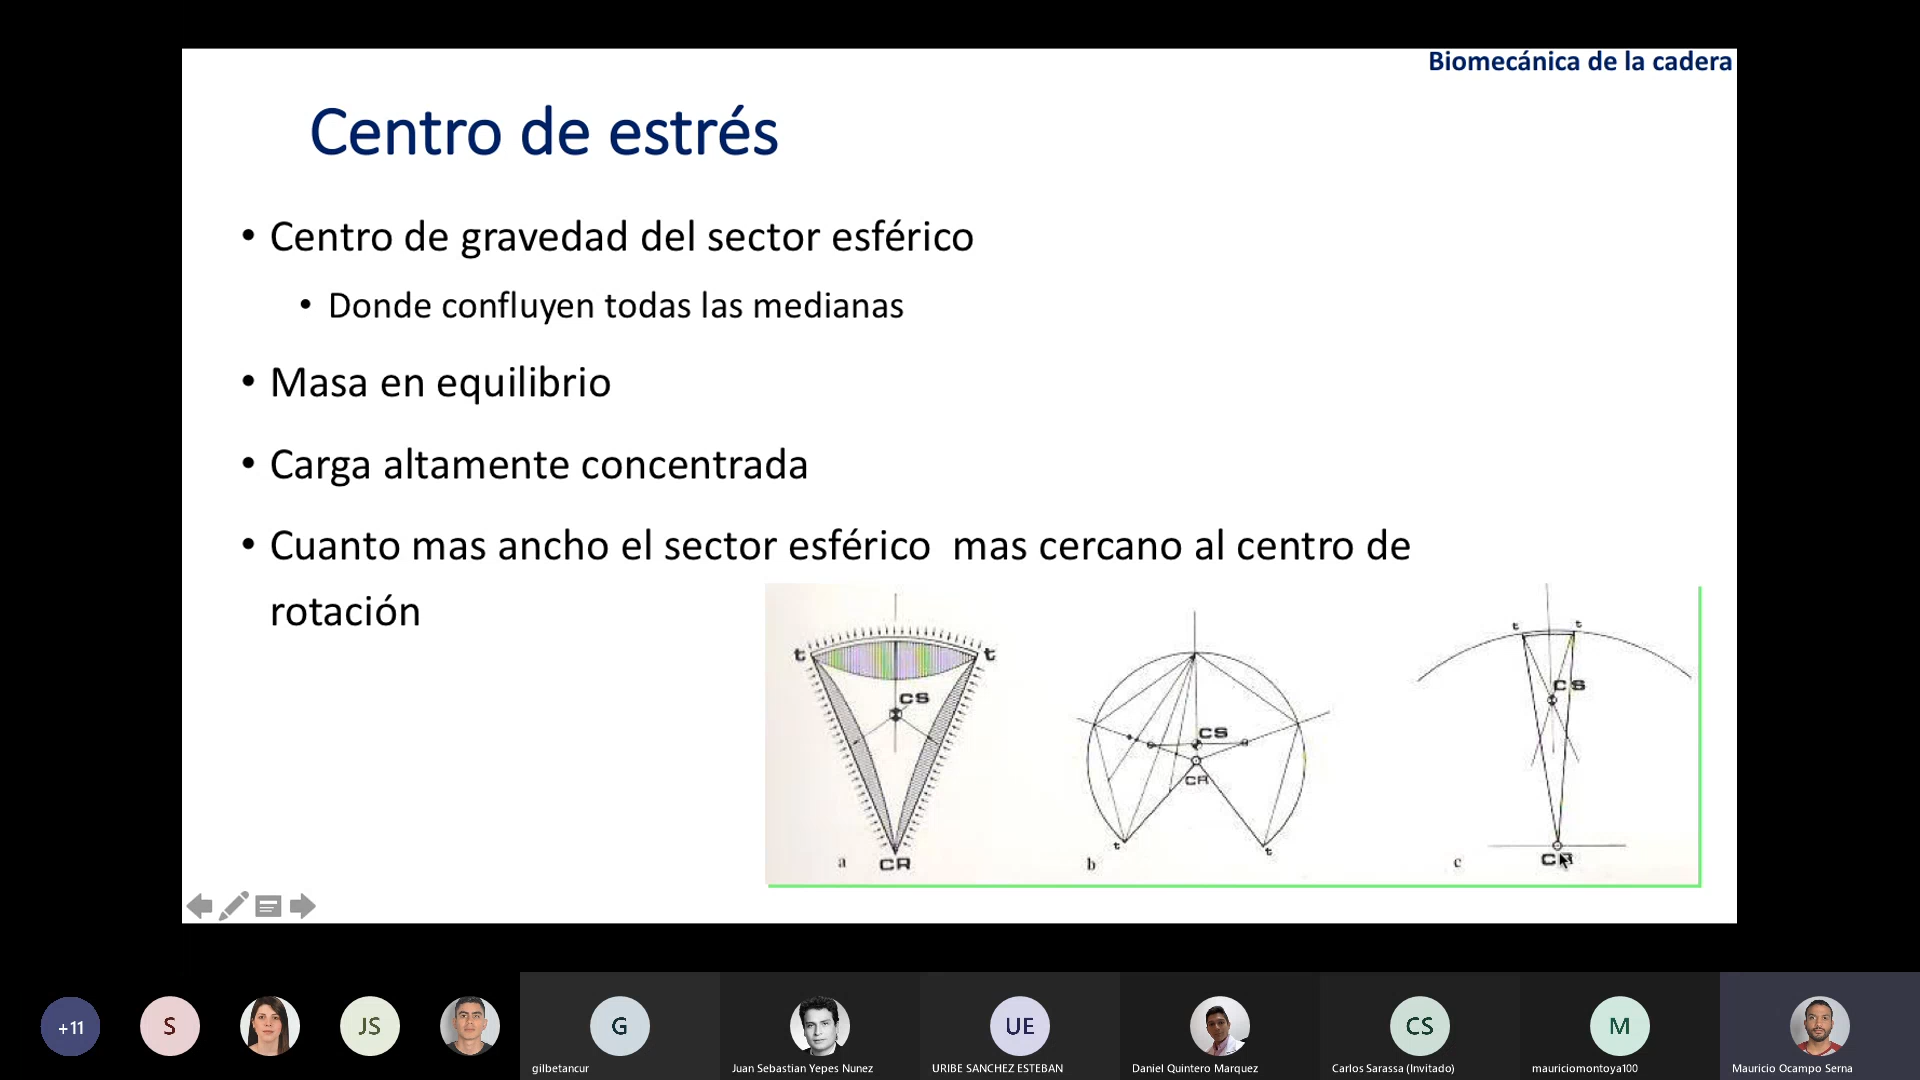 Biomecánica de la cadera
Centro de estrés
• Centro de gravedad del sector esférico
• Donde confluyen todas las medianas
• Masa en equilibrio
• Carga altamente concentrada
• Cuanto mas ancho el sector esférico mas cercano al centro de
rotación
t t
CS
a CR
CS
CR
t t
b
t t
CS
c CR
+11
S
JS
G
UE
CS
M
gilbetancur
Juan Sebastian Yepes Nunez
URIBE SANCHEZ ESTEBAN
Daniel Quintero Marquez
Carlos Sarassa (Invitado)
mauriciomontoya100
Mauricio Ocampo Serna